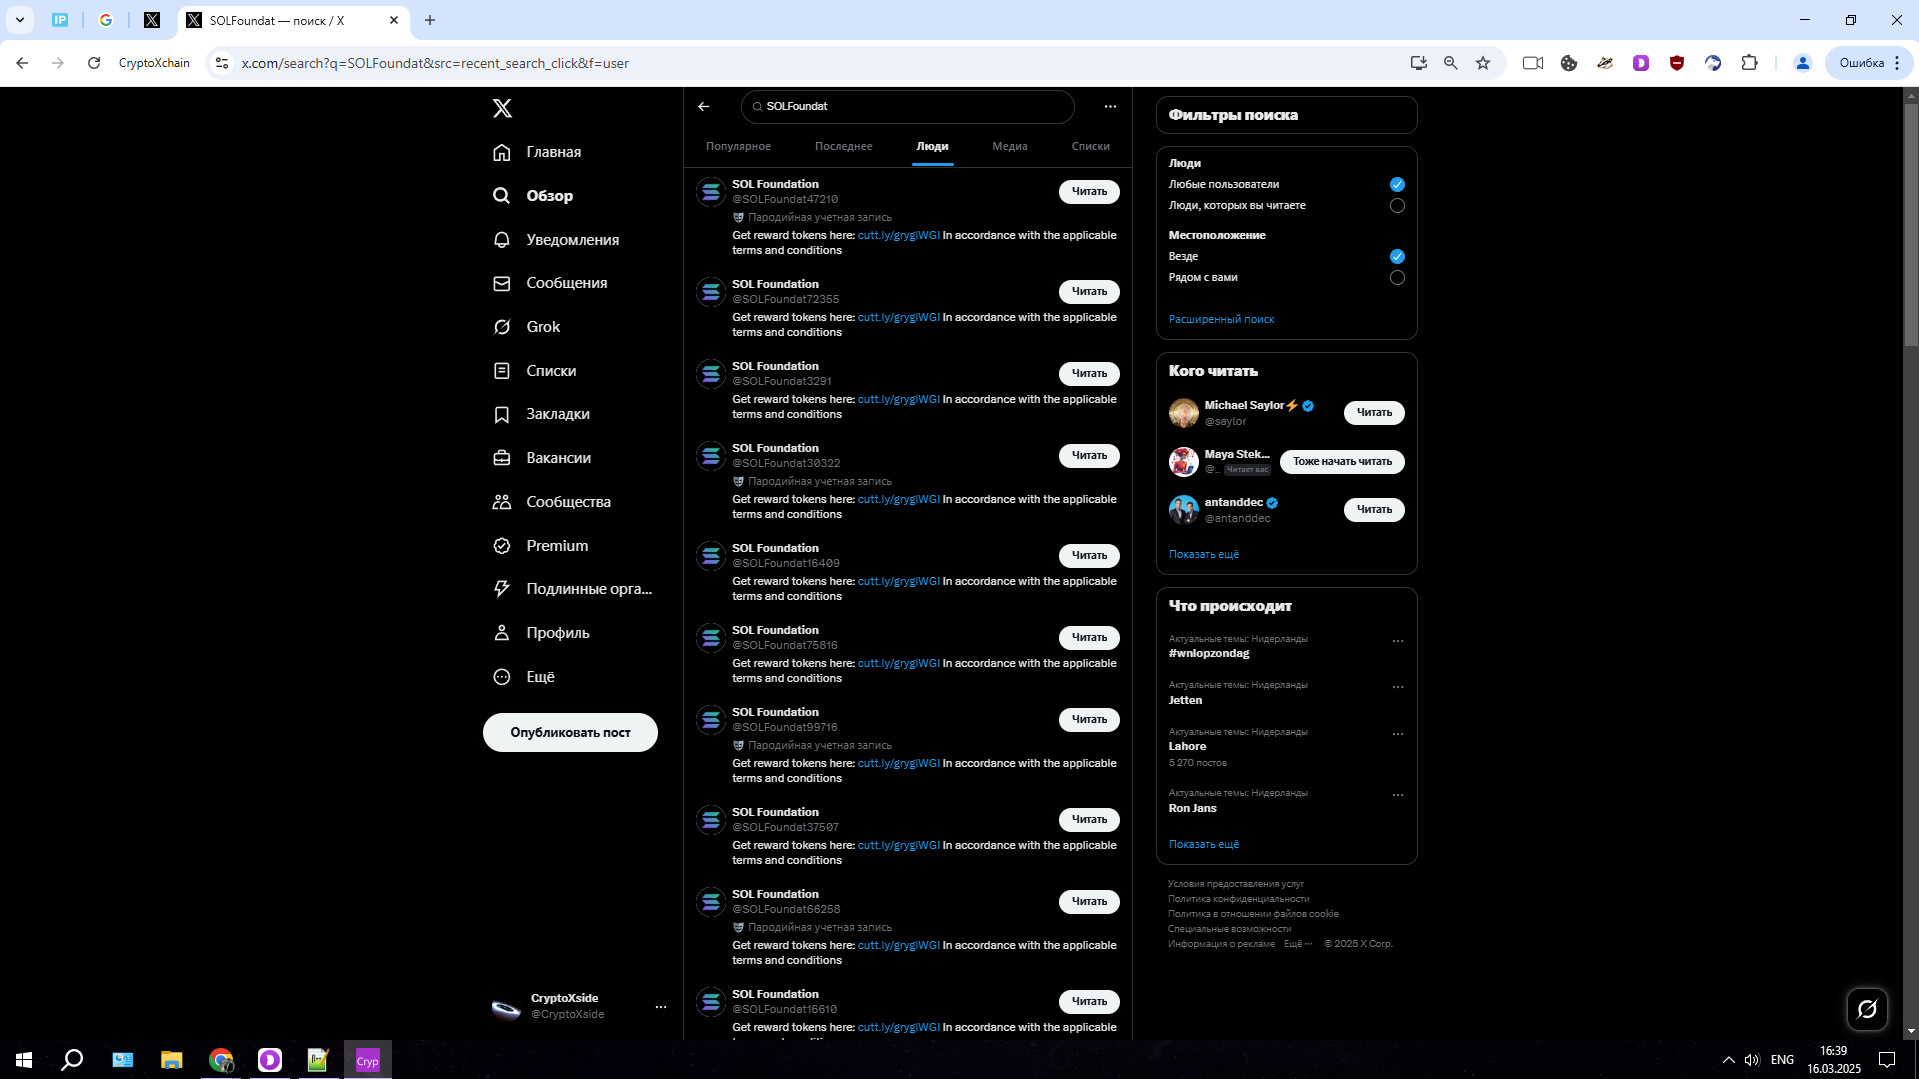 IP
SOLFoundat — поиск / X
CryptoXchain
x.com/search?q=SOLFoundat&src=recent_search_click&f=user
Ошибка
Главная
Обзор
Уведомления
Сообщения
Grok
Списки
Закладки
Вакансии
Сообщества
Premium
Подлинные орга...
Профиль
Ещё
Опубликовать пост
CryptoXside
@CryptoXside
SOLFoundat
Популярное
Последнее
Люди
Медиа
Списки
SOL Foundation
@SOLFoundat47210
Читать
Пародийная учетная запись
Get reward tokens here: cutt.ly/gryglWGI In accordance with the applicable
terms and conditions
SOL Foundation
@SOLFoundat72355
Читать
Get reward tokens here: cutt.ly/gryglWGI In accordance with the applicable
terms and conditions
SOL Foundation
@SOLFoundat3291
Читать
Get reward tokens here: cutt.ly/gryglWGI In accordance with the applicable
terms and conditions
SOL Foundation
@SOLFoundat30322
Читать
Пародийная учетная запись
Get reward tokens here: cutt.ly/gryglWGI In accordance with the applicable
terms and conditions
SOL Foundation
@SOLFoundat16409
Читать
Get reward tokens here: cutt.ly/gryglWGI In accordance with the applicable
terms and conditions
SOL Foundation
@SOLFoundat75816
Читать
Get reward tokens here: cutt.ly/gryglWGI In accordance with the applicable
terms and conditions
SOL Foundation
@SOLFoundat99716
Читать
Пародийная учетная запись
Get reward tokens here: cutt.ly/gryglWGI In accordance with the applicable
terms and conditions
SOL Foundation
@SOLFoundat37507
Читать
Get reward tokens here: cutt.ly/gryglWGI In accordance with the applicable
terms and conditions
SOL Foundation
@SOLFoundat66258
Читать
Пародийная учетная запись
Get reward tokens here: cutt.ly/gryglWGI In accordance with the applicable
terms and conditions
SOL Foundation
@SOLFoundat16610
Читать
Get reward tokens here: cutt.ly/gryglWGI In accordance with the applicable
Фильтры поиска
Люди
Любые пользователи
Люди, которых вы читаете
Местоположение
Везде
Рядом с вами
Расширенный поиск
Кого читать
Michael Saylor⚡
@saylor
Читать
Maya Stek...
@... Читает вас
Тоже начать читать
antanddec
@antanddec
Читать
Показать ещё
Что происходит
Актуальные темы: Нидерланды
#wnlopzondag
Актуальные темы: Нидерланды
Jetten
Актуальные темы: Нидерланды
Lahore
5 270 постов
Актуальные темы: Нидерланды
Ron Jans
Показать ещё
Условия предоставления услуг
Политика конфиденциальности
Политика в отношении файлов cookie
Специальные возможности
Информация о рекламе Ещё ··· © 2025 X Corp.
Cryp
ENG
16:39
16.03.2025